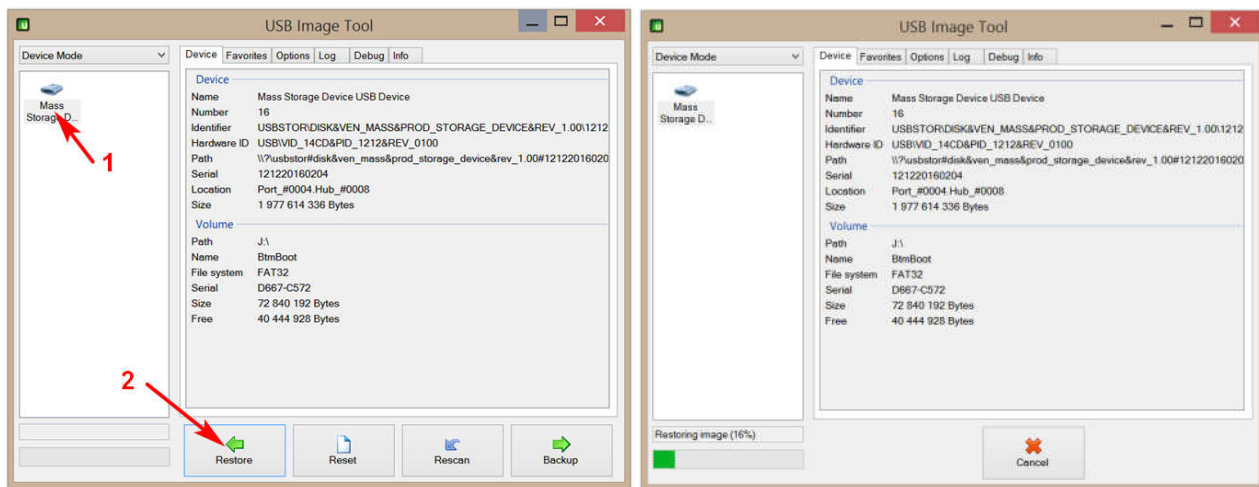 USB Image Tool
Device Mode
Device Favorites Options Log Debug Info
Mass
Storage D...
1
Device
Name Mass Storage Device USB Device
Number 16
Identifier USBSTOR\DISK&VEN_MASS&PROD_STORAGE_DEVICE&REV_1.00\1212
Hardware ID USB\VID_14CD&PID_1212&REV_0100
Path \\?\usbstor#disk&ven_mass&prod_storage_device&rev_1.00#12122016020
Serial 121220160204
Location Port_#0004.Hub_#0008
Size 1 977 614 336 Bytes
Volume
Path J:\
Name BtmBoot
File system FAT32
Serial D667-C572
Size 72 840 192 Bytes
Free 40 444 928 Bytes
2
Restore Reset Rescan Backup
USB Image Tool
Device Mode
Device Favorites Options Log Debug Info
Mass
Storage D...
Device
Name Mass Storage Device USB Device
Number 16
Identifier USBSTOR\DISK&VEN_MASS&PROD_STORAGE_DEVICE&REV_1.00\1212
Hardware ID USB\VID_14CD&PID_1212&REV_0100
Path \\?\usbstor#disk&ven_mass&prod_storage_device&rev_1.00#12122016020
Serial 121220160204
Location Port_#0004.Hub_#0008
Size 1 977 614 336 Bytes
Volume
Path J:\
Name BtmBoot
File system FAT32
Serial D667-C572
Size 72 840 192 Bytes
Free 40 444 928 Bytes
Restoring image (16%)
Cancel